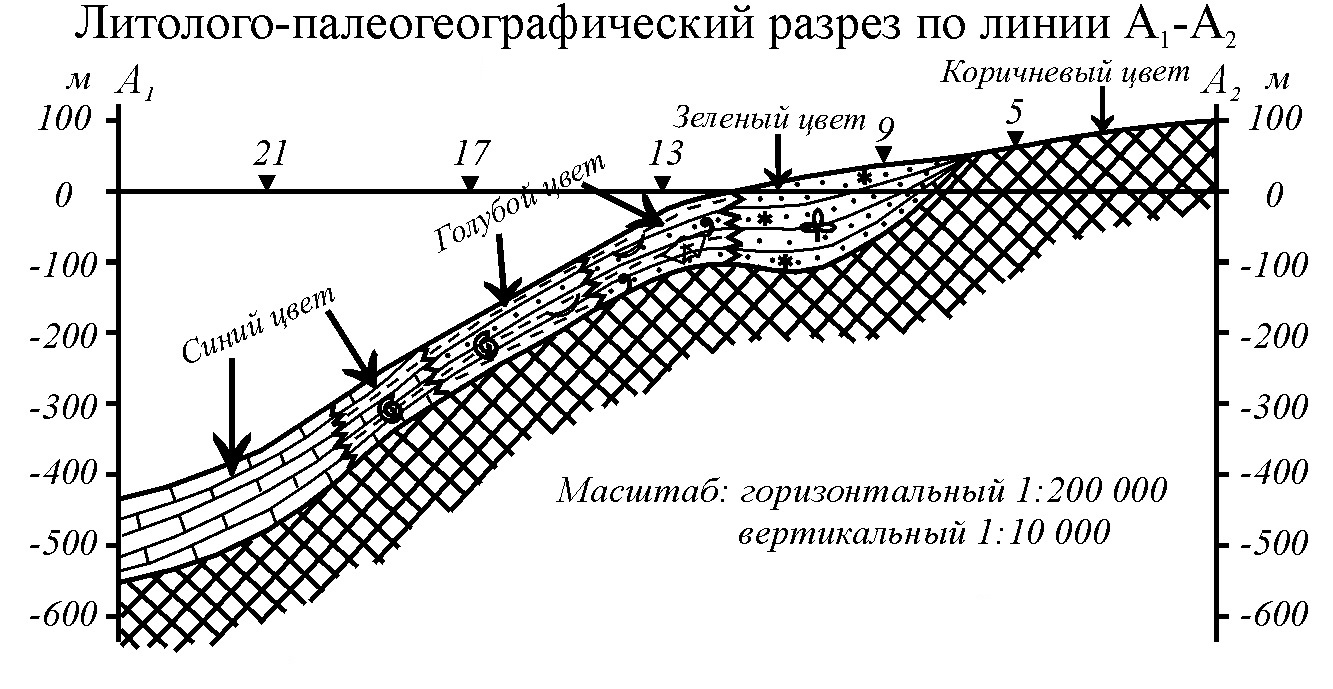 Литолого-палеогеографический разрез по линии А₁-А₂
м А₁
Коричневый цвет
А₂ м
100
Зеленый цвет
9
5
100
21
17
13
0
0
Голубой цвет
-100
-100
Синий цвет
-200
-200
-300
-300
-400
-400
Масштаб: горизонтальный 1:200 000
вертикальный 1:10 000
-500
-500
-600
-600